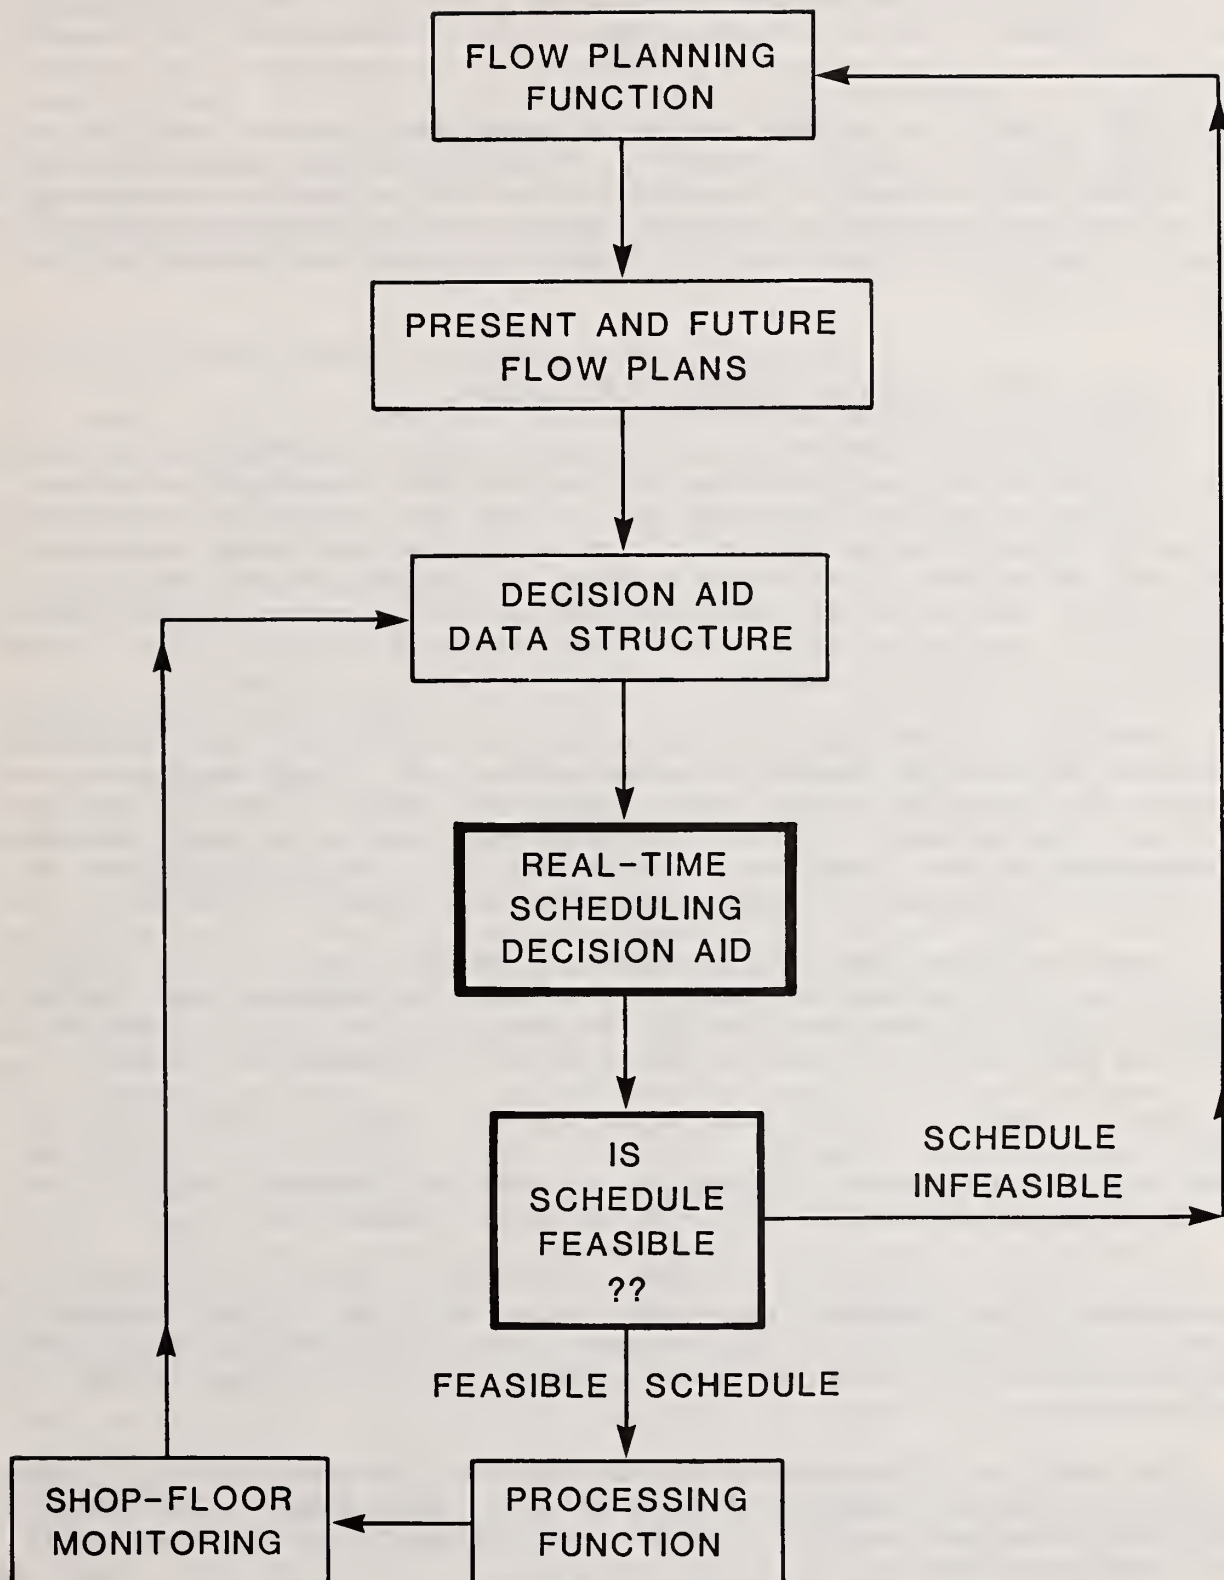 FLOW PLANNING
FUNCTION
PRESENT AND FUTURE
FLOW PLANS
DECISION AID
DATA STRUCTURE
REAL-TIME
SCHEDULING
DECISION AID
IS
SCHEDULE
FEASIBLE
??
SCHEDULE
INFEASIBLE
FEASIBLE SCHEDULE
SHOP-FLOOR
MONITORING
PROCESSING
FUNCTION